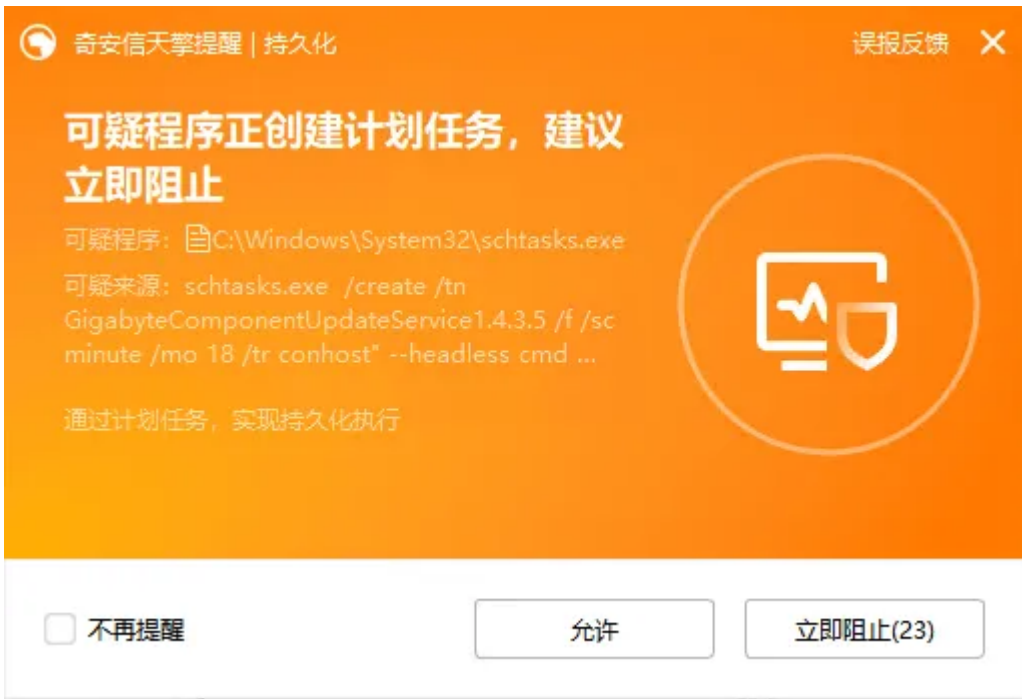 奇安信天擎提醒 | 持久化
误报反馈
可疑程序正创建计划任务，建议
立即阻止
可疑程序：C:\Windows\System32\schtasks.exe
可疑来源：schtasks.exe /create /tn
GigabyteComponentUpdateService1.4.3.5 /f /sc
minute /mo 18 /tr conhost" --headless cmd ...
通过计划任务，实现持久化执行
不再提醒
允许
立即阻止(23)